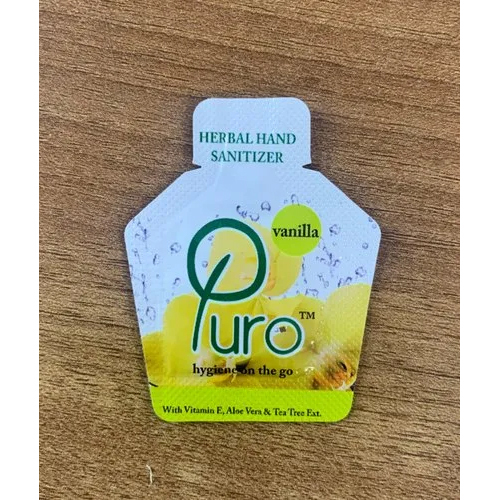 HERBAL HAND
SANITIZER
vanilla
Puro™
hygiene on the go
With Vitamin E, Aloe Vera & Tea Tree Ext.